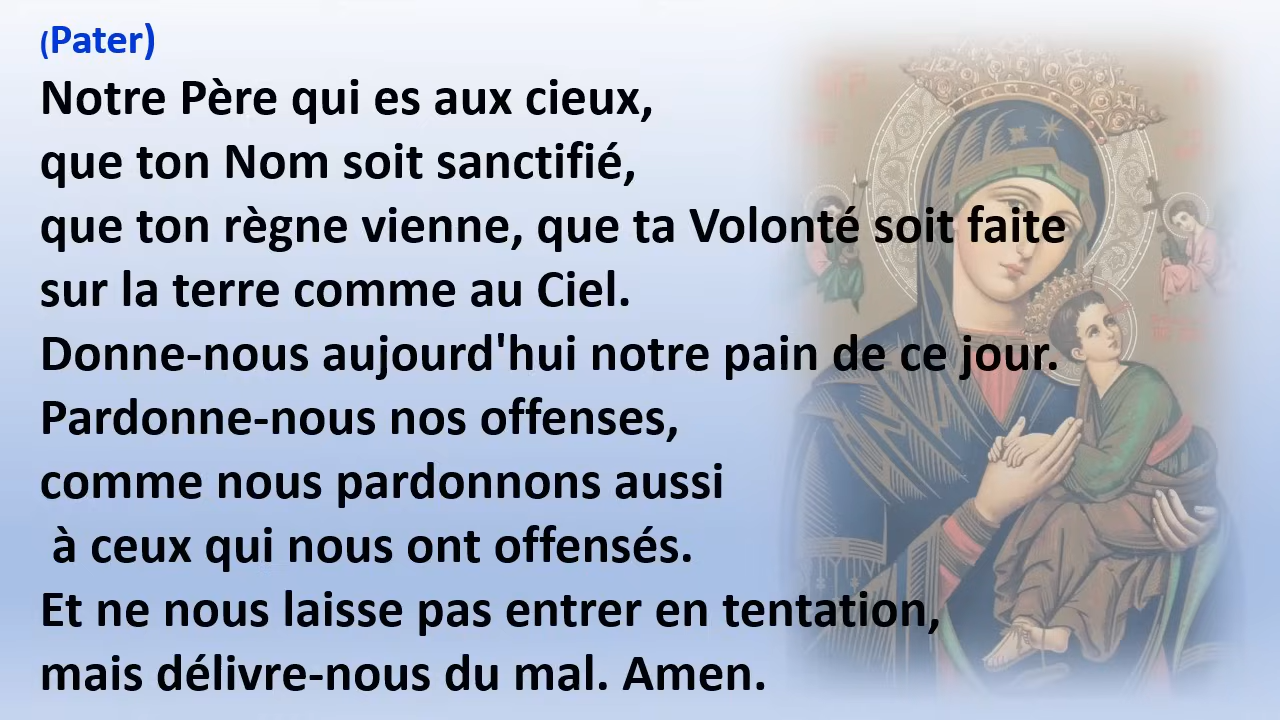 (Pater)
Notre Père qui es aux cieux,
que ton Nom soit sanctifié,
que ton règne vienne, que ta Volonté soit faite
sur la terre comme au Ciel.
Donne-nous aujourd'hui notre pain de ce jour.
Pardonne-nous nos offenses,
comme nous pardonnons aussi
à ceux qui nous ont offensés.
Et ne nous laisse pas entrer en tentation,
mais délivre-nous du mal. Amen.